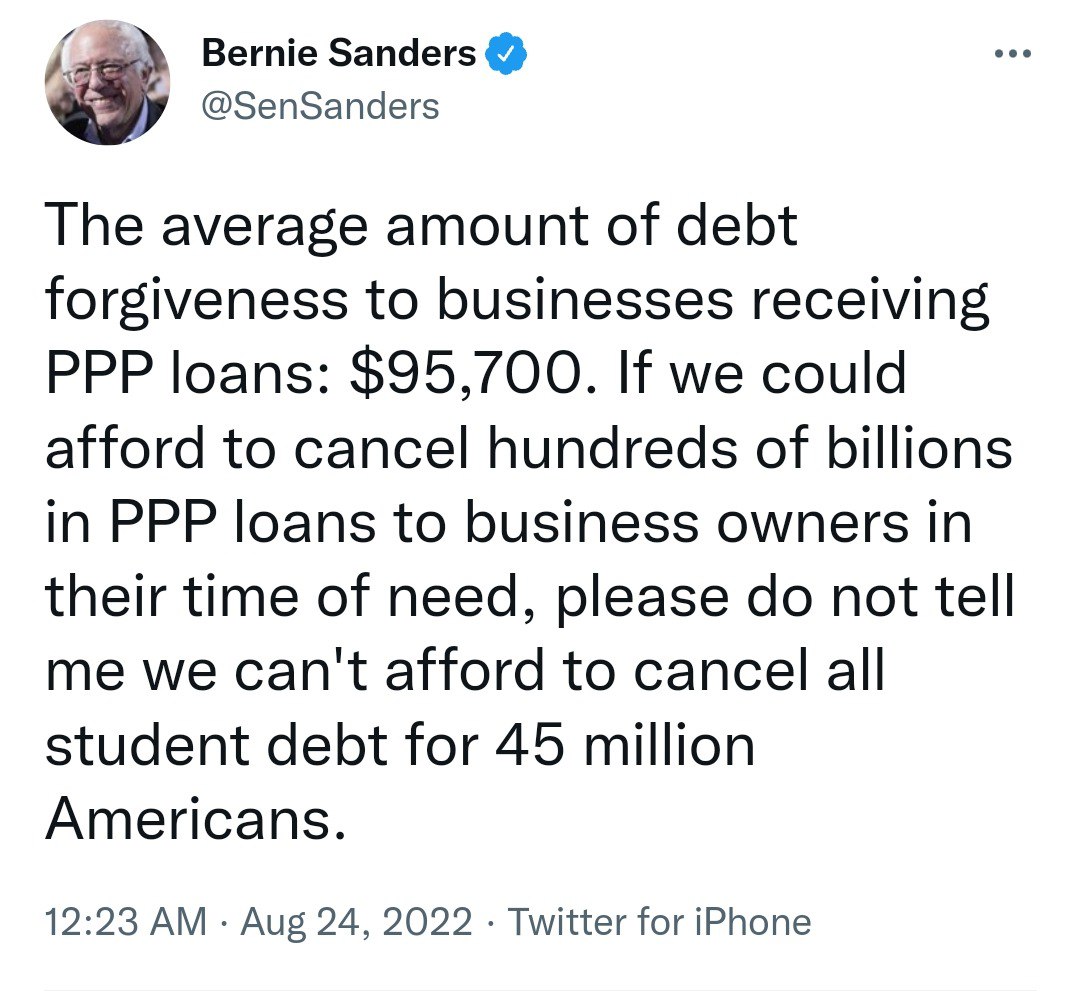 Bernie Sanders
@SenSanders
The average amount of debt
forgiveness to businesses receiving
PPP loans: $95,700. If we could
afford to cancel hundreds of billions
in PPP loans to business owners in
their time of need, please do not tell
me we can't afford to cancel all
student debt for 45 million
Americans.
12:23 AM · Aug 24, 2022 · Twitter for iPhone